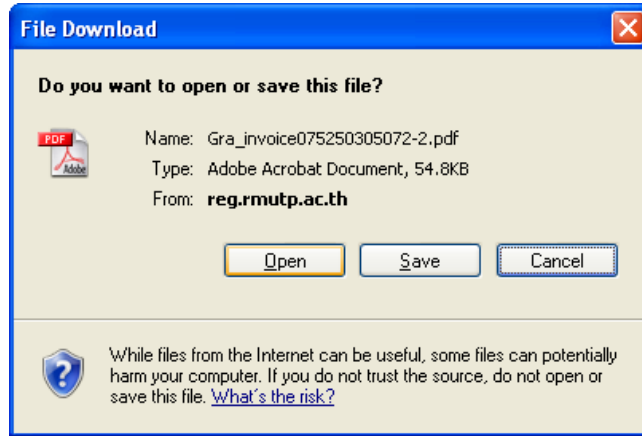 File Download
Do you want to open or save this file?
PDF
Adobe
Name: Gra_invoice075250305072-2.pdf
Type: Adobe Acrobat Document, 54.8KB
From: reg.rmutp.ac.th
Open Save Cancel
While files from the Internet can be useful, some files can potentially
harm your computer. If you do not trust the source, do not open or
save this file. What's the risk?